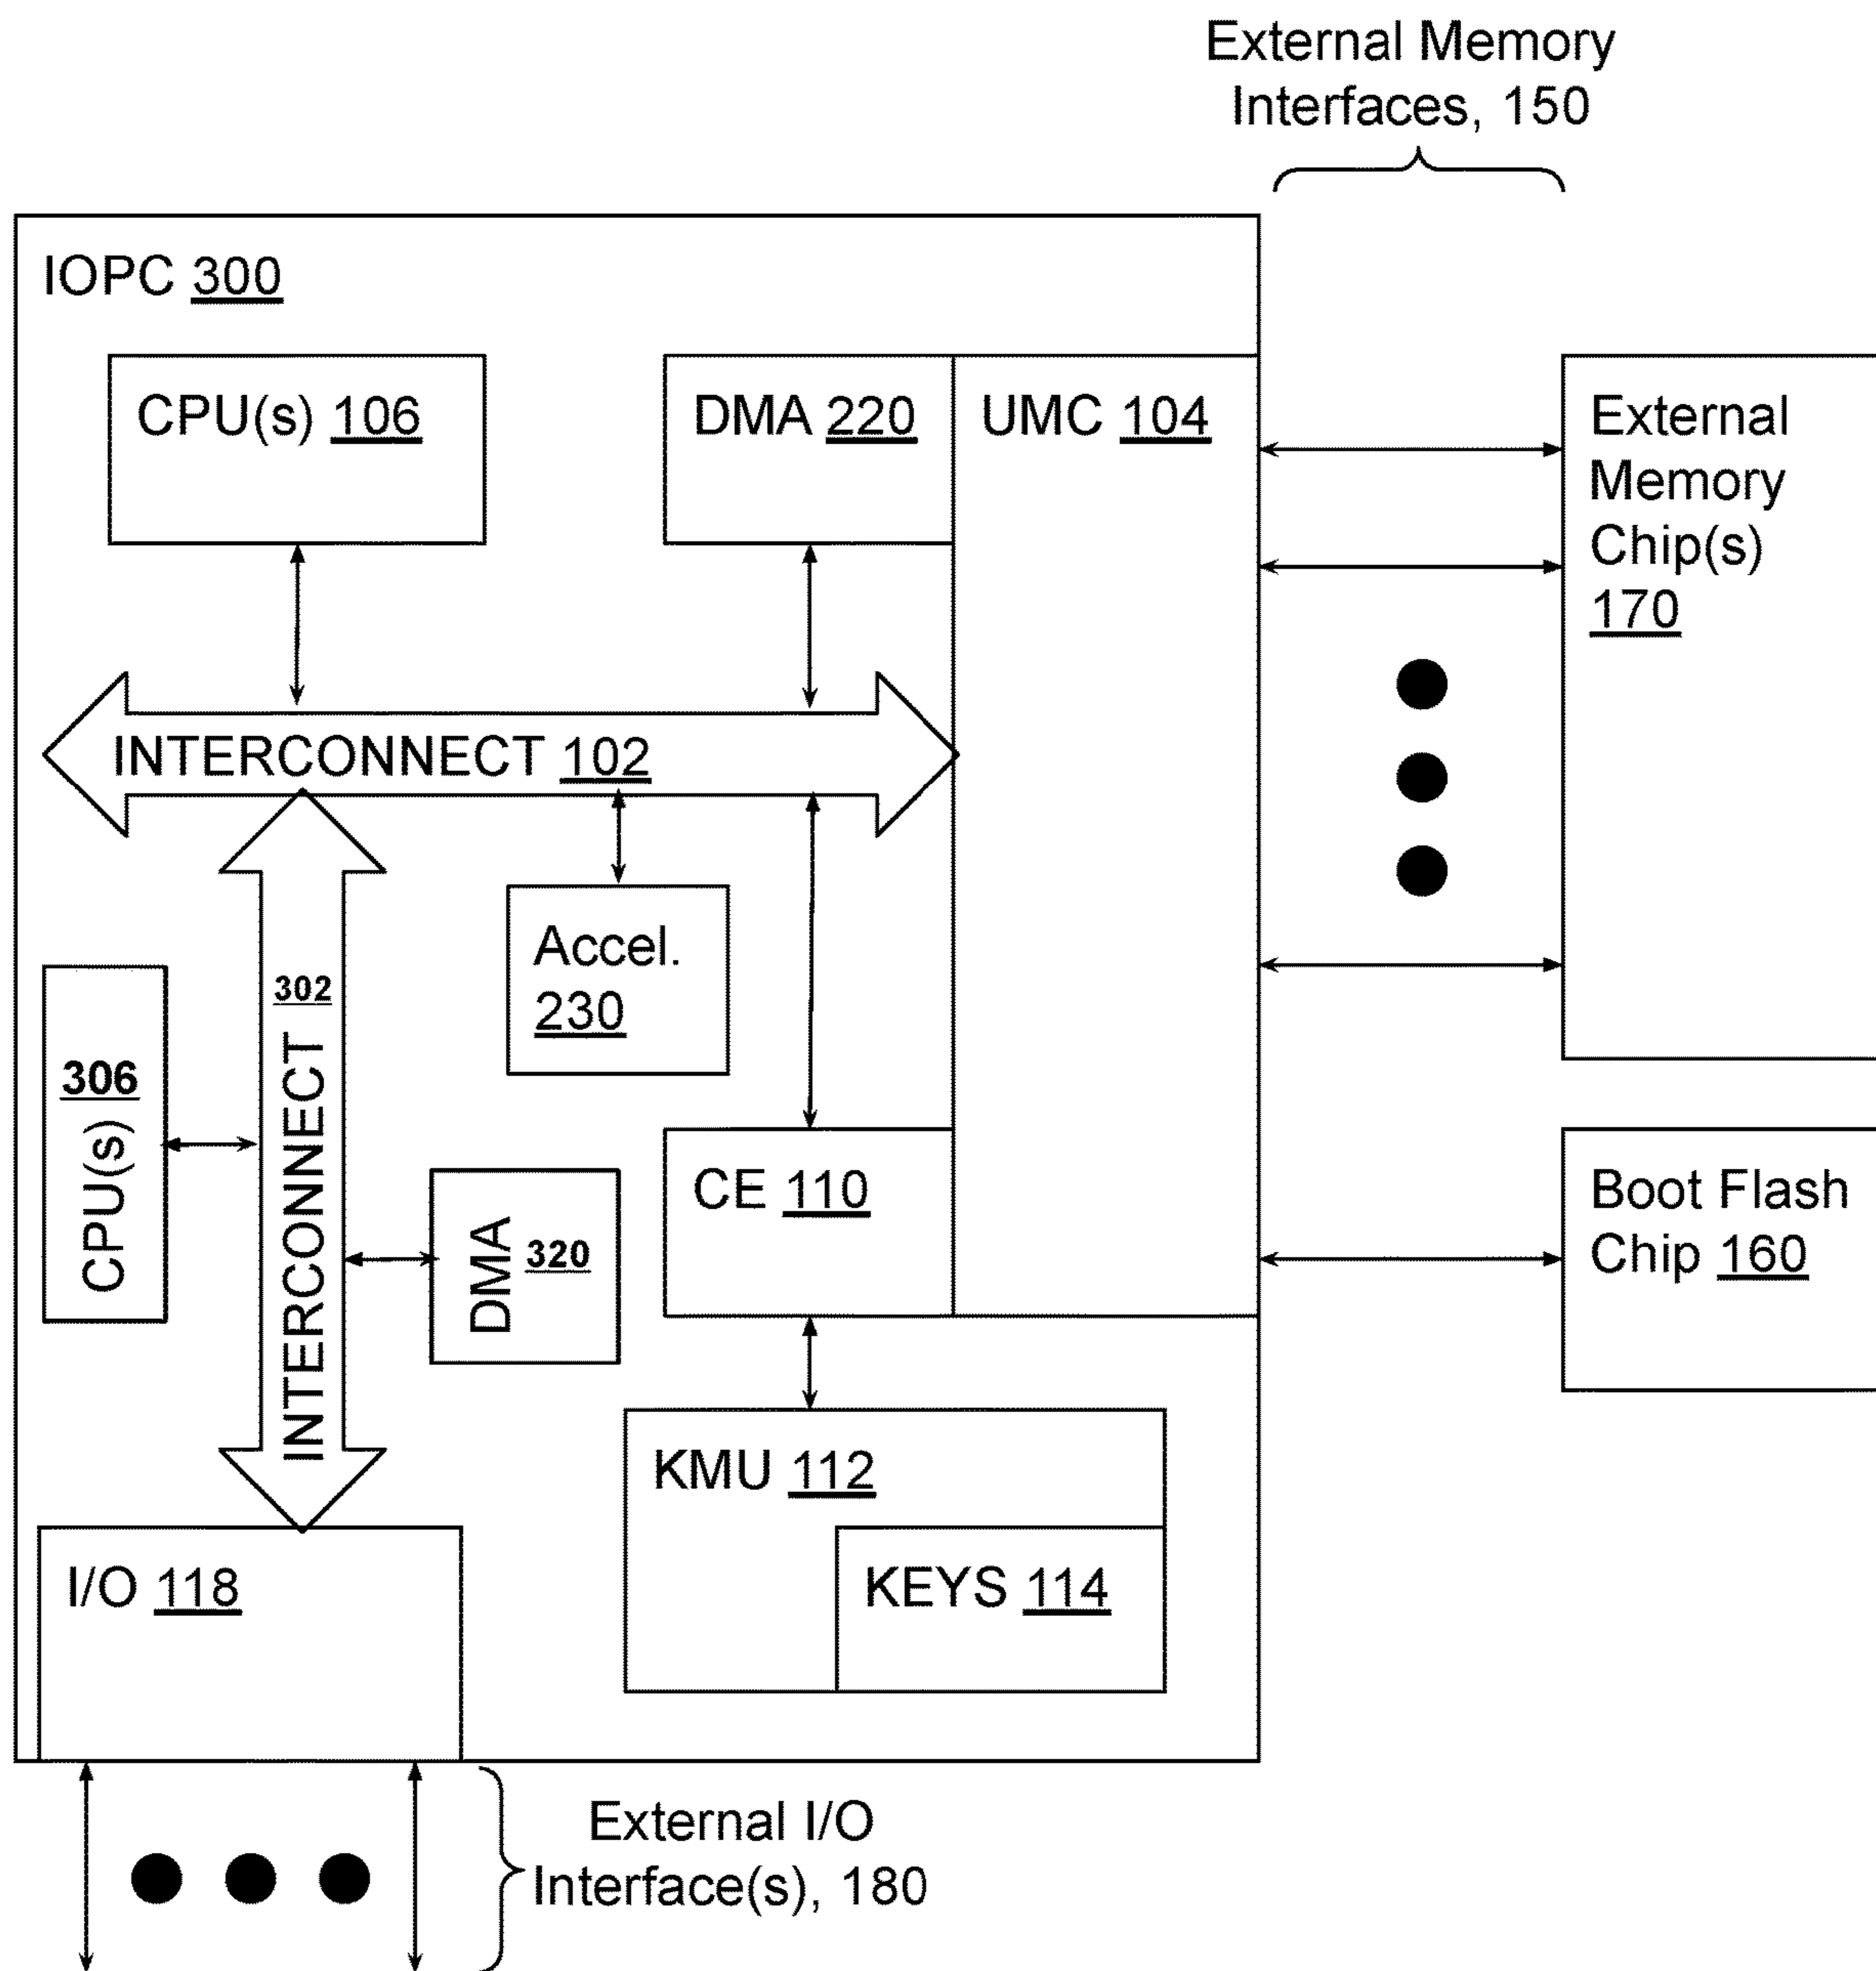 External Memory
Interfaces, 150
IOPC 300
CPU(s) 106
DMA 220
UMC 104
External
Memory
Chip(s)
170
INTERCONNECT 102
Accel.
230
302
INTERCONNECT
306
CPU(s)
DMA
320
CE 110
Boot Flash
Chip 160
KMU 112
KEYS 114
I/O 118
External I/O
Interface(s), 180